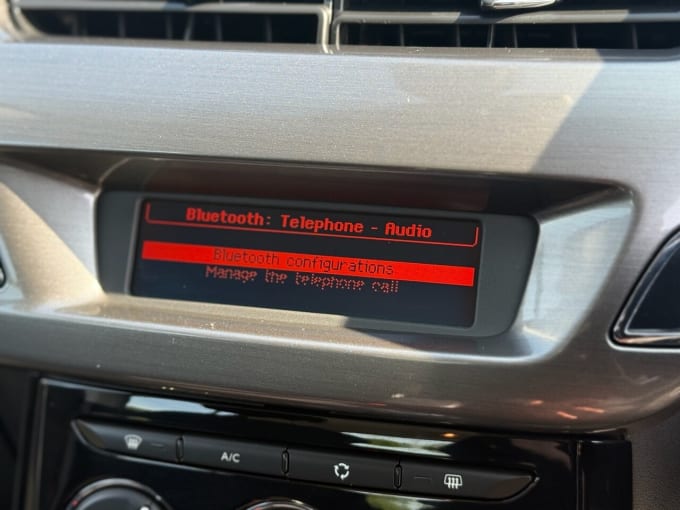 Bluetooth: Telephone - Audio
Bluetooth configurations
Manage the telephone call
A/C